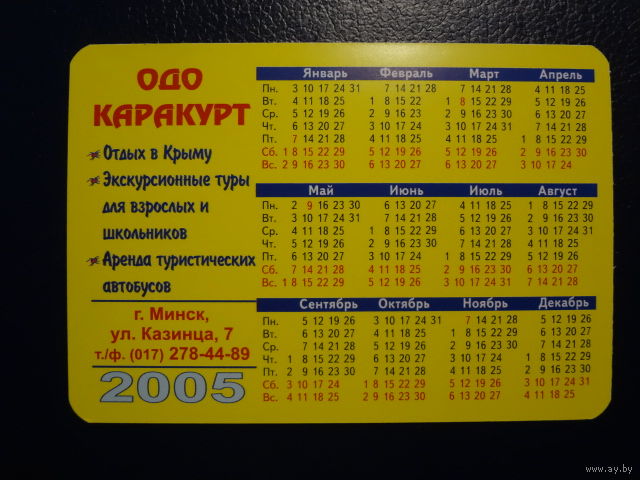 ОДО
КАРАКУРТ
Отдых в Крыму
Экскурсионные туры
для взрослых и
школьников
Аренда туристических
автобусов
г. Минск,
ул. Казинца, 7
т./ф. (017) 278-44-89
2005
Январь Февраль Март Апрель
Пн. 3 10 17 24 31 7 14 21 28 7 14 21 28 4 11 18 25
Вт. 4 11 18 25 1 8 15 22 1 8 15 22 29 5 12 19 26
Ср. 5 12 19 26 2 9 16 23 2 9 16 23 30 6 13 20 27
Чт. 6 13 20 27 3 10 17 24 3 10 17 24 31 7 14 21 28
Пт. 7 14 21 28 4 11 18 25 4 11 18 25 1 8 15 22 29
Сб. 1 8 15 22 29 5 12 19 26 5 12 19 26 2 9 16 23 30
Вс. 2 9 16 23 30 6 13 20 27 6 13 20 27 3 10 17 24
Май Июнь Июль Август
Пн. 2 9 16 23 30 6 13 20 27 4 11 18 25 1 8 15 22 29
Вт. 3 10 17 24 31 7 14 21 28 5 12 19 26 2 9 16 23 30
Ср. 4 11 18 25 1 8 15 22 29 6 13 20 27 3 10 17 24 31
Чт. 5 12 19 26 2 9 16 23 30 7 14 21 28 4 11 18 25
Пт. 6 13 20 27 3 10 17 24 1 8 15 22 29 5 12 19 26
Сб. 7 14 21 28 4 11 18 25 2 9 16 23 30 6 13 20 27
Вс. 1 8 15 22 29 5 12 19 26 3 10 17 24 31 7 14 21 28
Сентябрь Октябрь Ноябрь Декабрь
Пн. 5 12 19 26 3 10 17 24 31 7 14 21 28 5 12 19 26
Вт. 6 13 20 27 4 11 18 25 1 8 15 22 29 6 13 20 27
Ср. 7 14 21 28 5 12 19 26 2 9 16 23 30 7 14 21 28
Чт. 1 8 15 22 29 6 13 20 27 3 10 17 24 1 8 15 22 29
Пт. 2 9 16 23 30 7 14 21 28 4 11 18 25 2 9 16 23 30
Сб. 3 10 17 24 1 8 15 22 29 5 12 19 26 3 10 17 24 31
Вс. 4 11 18 25 2 9 16 23 30 6 13 20 27 4 11 18 25
www.ay.by